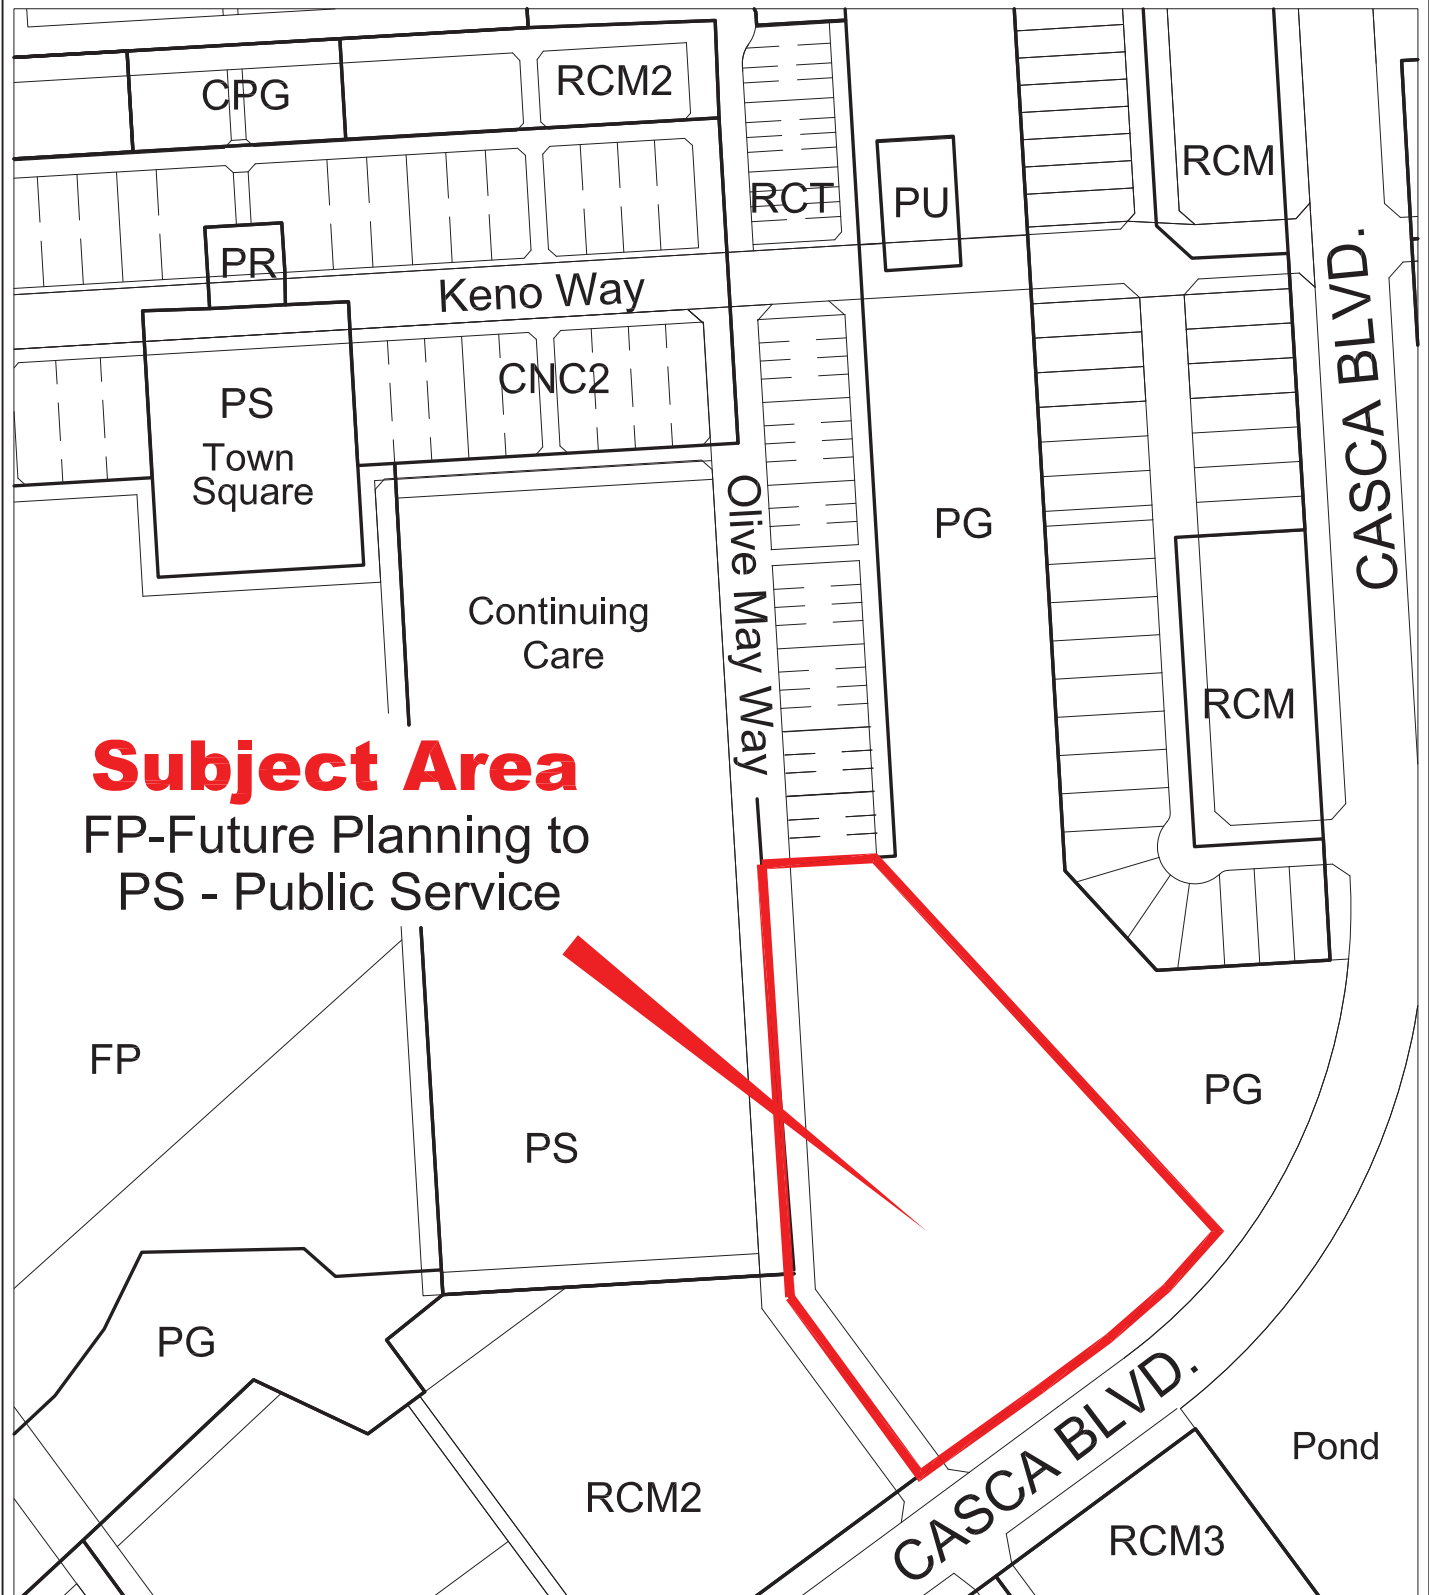 CPG
RCM2
RCT
PU
RCM
PR
Keno Way
CASCA BLVD.
PS
Town
Square
CNC2
Olive May Way
PG
Continuing
Care
RCM
Subject Area
FP-Future Planning to
PS - Public Service
FP
PS
PG
PG
RCM2
CASCA BLVD.
Pond
RCM3